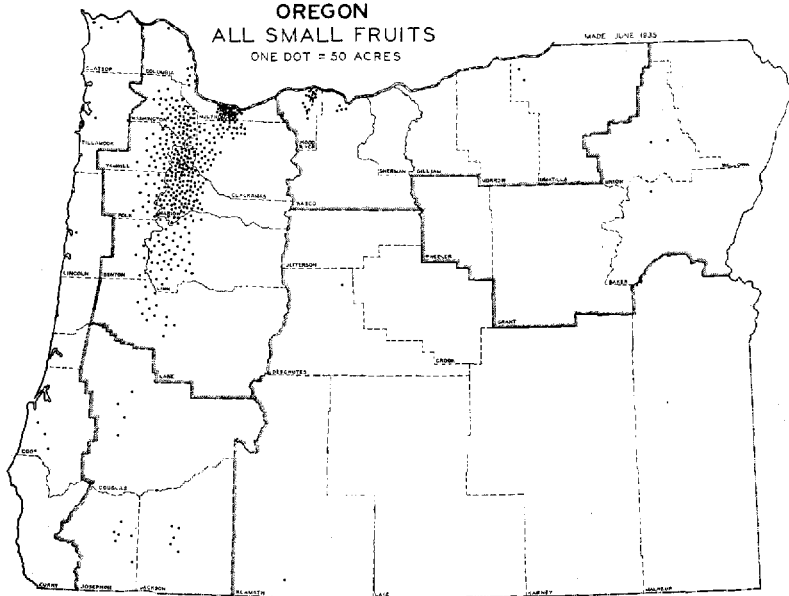 OREGON
ALL SMALL FRUITS
ONE DOT = 50 ACRES
MADE JUNE 1935
CLATSOP
COLUMBIA
WASHINGTON
TILLAMOOK
YAMHILL
HOOD RIVER
SHERMAN
GILLIAM
MORROW
UMATILLA
UNION
WALLOWA
CLACKAMAS
WASCO
POLK
JEFFERSON
WHEELER
LINCOLN
BENTON
LINN
BAKER
GRANT
CROOK
LANE
DESCHUTES
COOS
DOUGLAS
CURRY
JOSEPHINE
JACKSON
KLAMATH
LAKE
HARNEY
MALHEUR